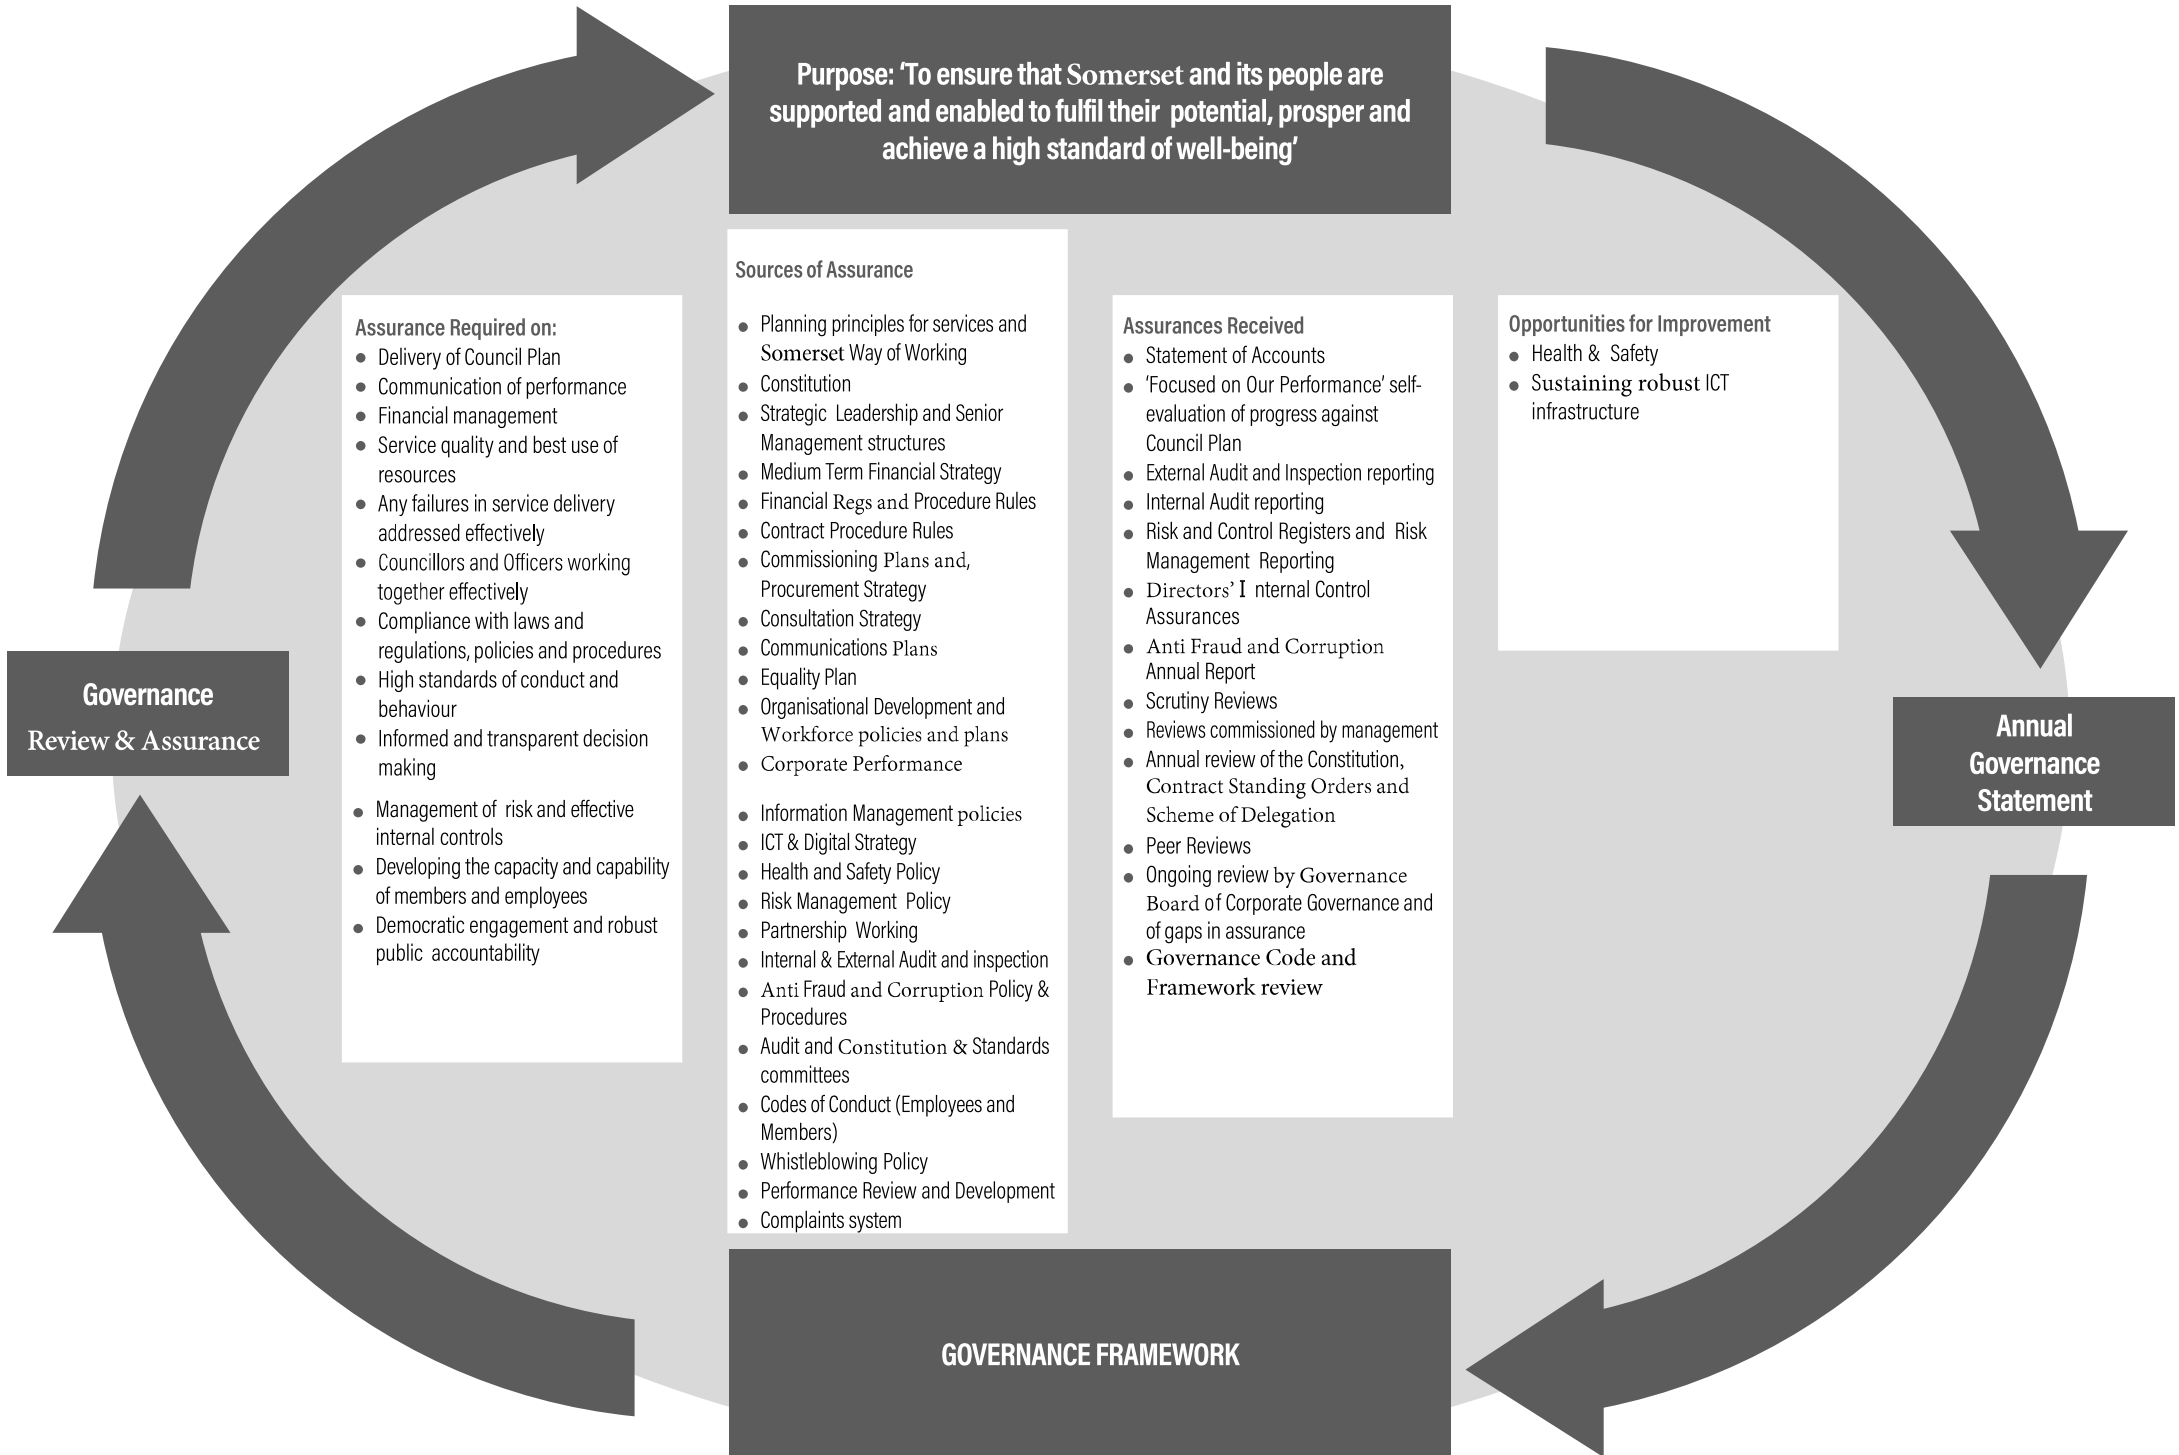 Purpose: ‘To ensure that Somerset and its people are
supported and enabled to fulfil their potential, prosper and
achieve a high standard of well-being’
Governance
Review & Assurance
Assurance Required on:
● Delivery of Council Plan
● Communication of performance
● Financial management
● Service quality and best use of
resources
● Any failures in service delivery
addressed effectively
● Councillors and Officers working
together effectively
● Compliance with laws and
regulations, policies and procedures
● High standards of conduct and
behaviour
● Informed and transparent decision
making
● Management of risk and effective
internal controls
● Developing the capacity and capability
of members and employees
● Democratic engagement and robust
public accountability
Sources of Assurance
● Planning principles for services and
Somerset Way of Working
● Constitution
● Strategic Leadership and Senior
Management structures
● Medium Term Financial Strategy
● Financial Regs and Procedure Rules
● Contract Procedure Rules
● Commissioning Plans and,
Procurement Strategy
● Consultation Strategy
● Communications Plans
● Equality Plan
● Organisational Development and
Workforce policies and plans
● Corporate Performance
● Information Management policies
● ICT & Digital Strategy
● Health and Safety Policy
● Risk Management Policy
● Partnership Working
● Internal & External Audit and inspection
● Anti Fraud and Corruption Policy &
Procedures
● Audit and Constitution & Standards
committees
● Codes of Conduct (Employees and
Members)
● Whistleblowing Policy
● Performance Review and Development
● Complaints system
Assurances Received
● Statement of Accounts
● ‘Focused on Our Performance’ self-
evaluation of progress against
Council Plan
● External Audit and Inspection reporting
● Internal Audit reporting
● Risk and Control Registers and Risk
Management Reporting
● Directors’ I nternal Control
Assurances
● Anti Fraud and Corruption
Annual Report
● Scrutiny Reviews
● Reviews commissioned by management
● Annual review of the Constitution,
Contract Standing Orders and
Scheme of Delegation
● Peer Reviews
● Ongoing review by Governance
Board of Corporate Governance and
of gaps in assurance
● Governance Code and
Framework review
Opportunities for Improvement
● Health & Safety
● Sustaining robust ICT
infrastructure
Annual
Governance
Statement
GOVERNANCE FRAMEWORK